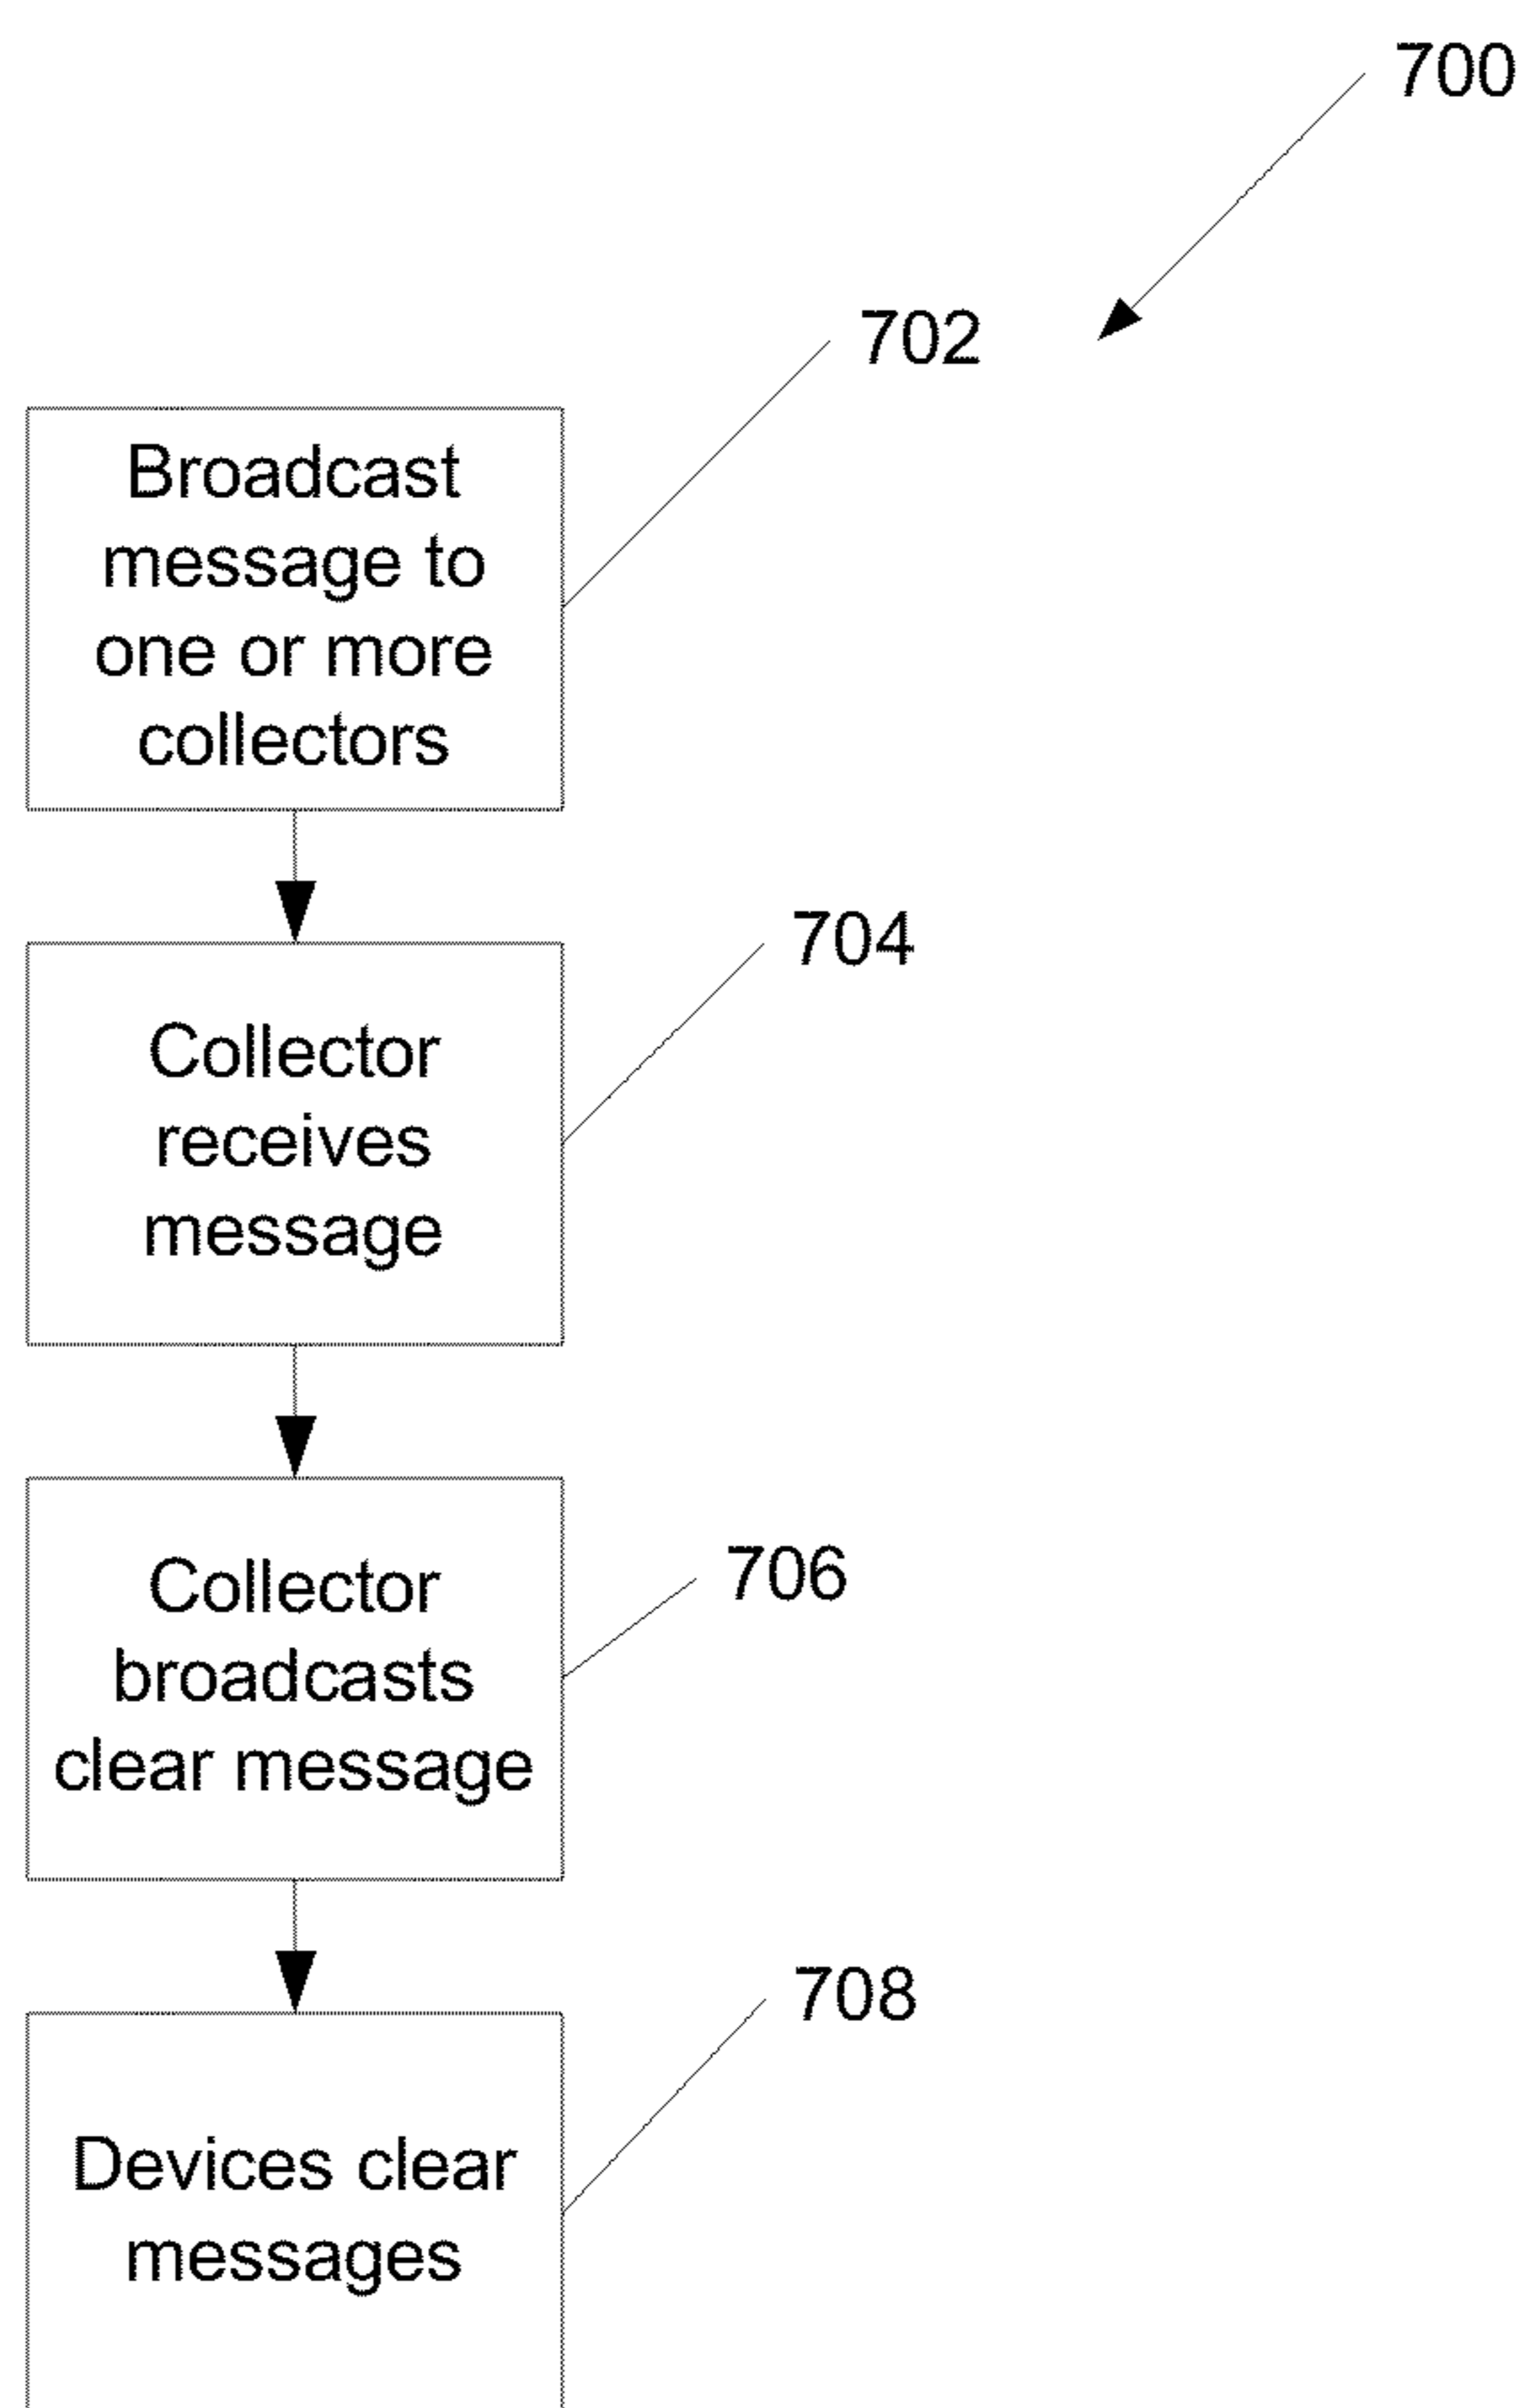 700
702
Broadcast
message to
one or more
collectors
704
Collector
receives
message
706
Collector
broadcasts
clear message
708
Devices clear
messages